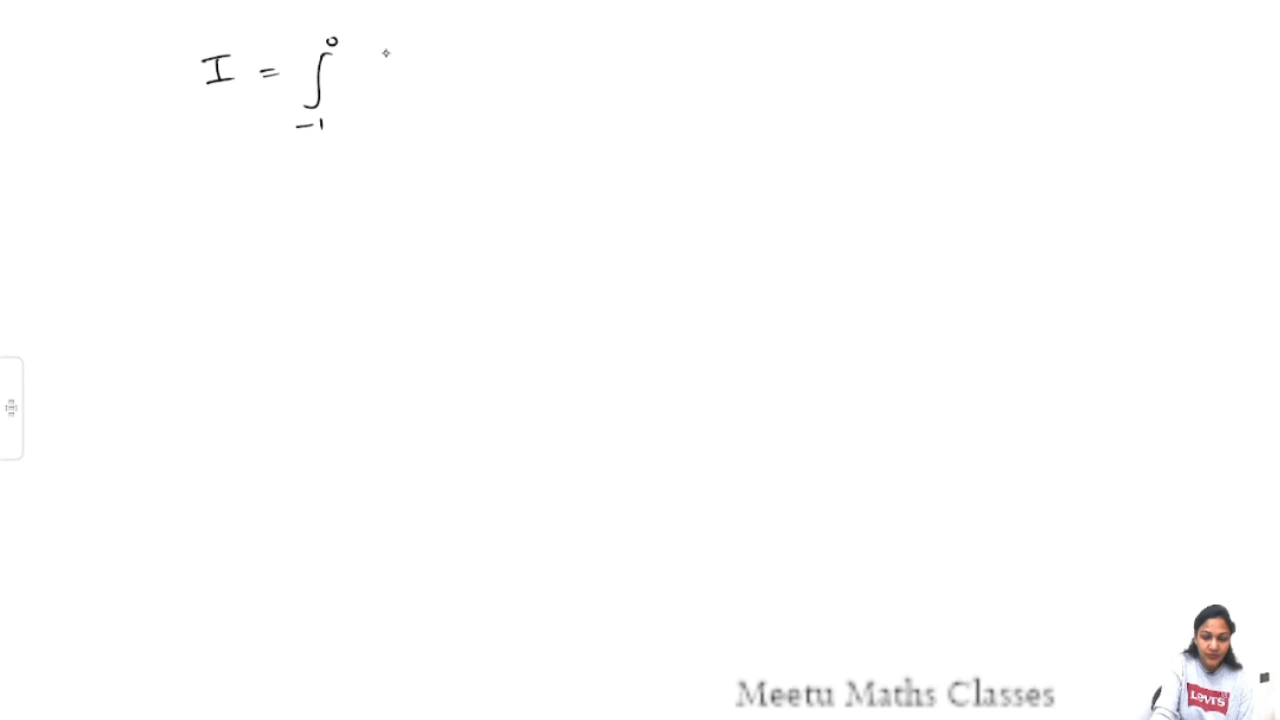 I = ∫_{-1}^{0}
Meetu Maths Classes
Levi's